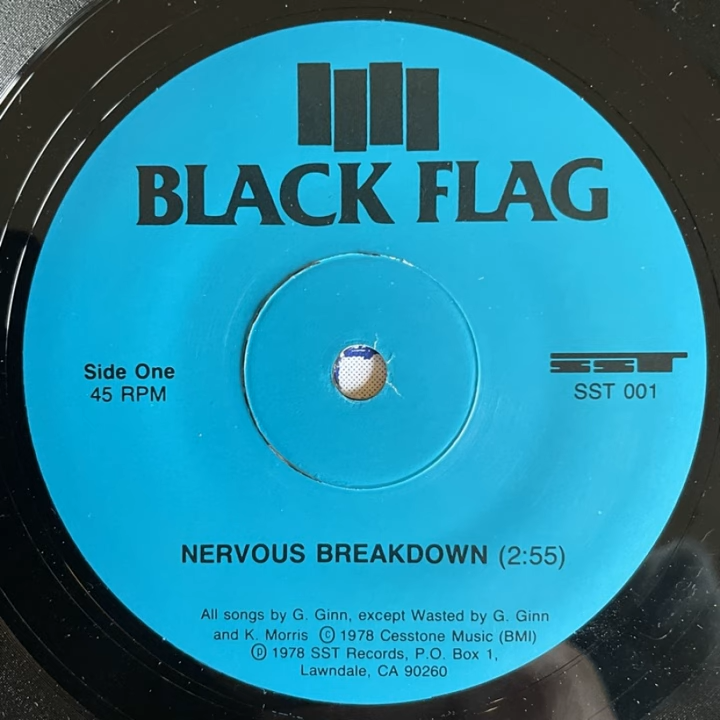 BLACK FLAG
Side One
45 RPM
SST
SST 001
NERVOUS BREAKDOWN (2:55)
All songs by G. Ginn, except Wasted by G. Ginn
and K. Morris © 1978 Cesstone Music (BMI)
℗ 1978 SST Records, P.O. Box 1,
Lawndale, CA 90260